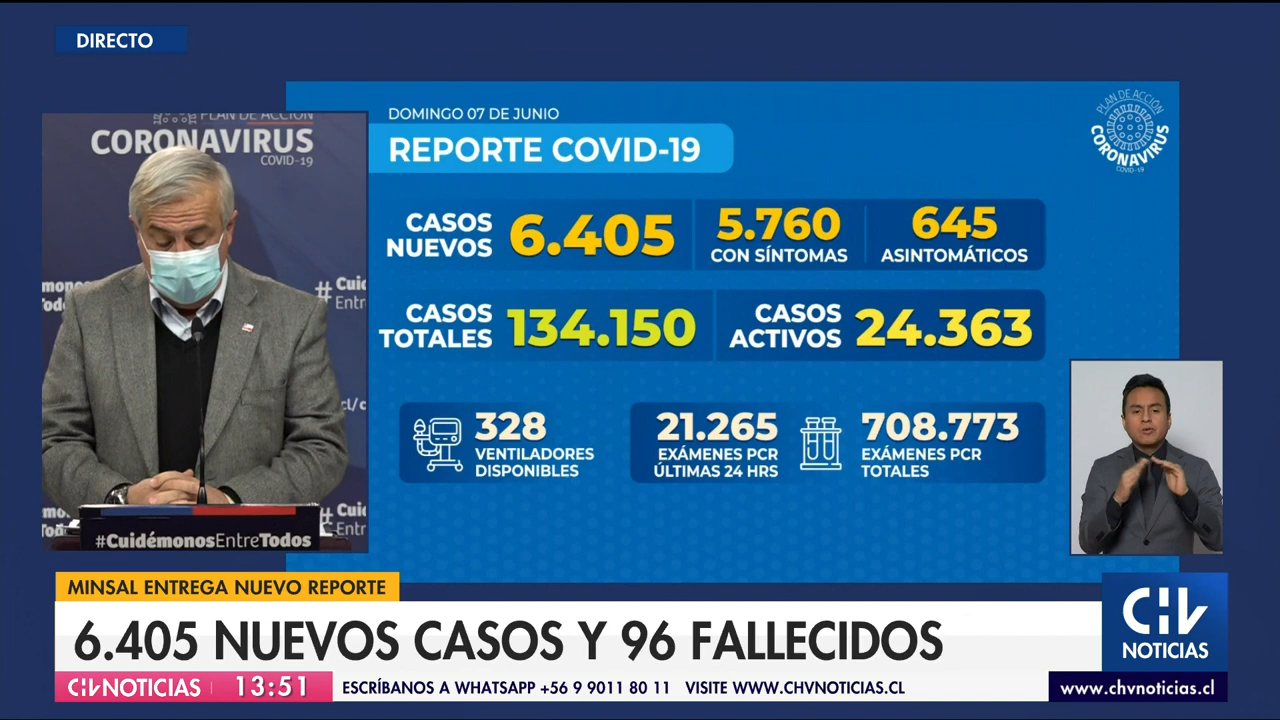 DIRECTO
PLAN DE ACCIÓN
CORONAVIRUS
COVID-19
#Cuid
Entre
#CuidémonosEntreTodos
DOMINGO 07 DE JUNIO
REPORTE COVID-19
PLAN DE ACCIÓN
CORONAVIRUS
COVID-19
CASOS
NUEVOS
6.405
5.760
CON SÍNTOMAS
645
ASINTOMÁTICOS
CASOS
TOTALES
134.150
CASOS
ACTIVOS
24.363
328
VENTILADORES
DISPONIBLES
21.265
EXÁMENES PCR
ÚLTIMAS 24 HRS
708.773
EXÁMENES PCR
TOTALES
MINSAL ENTREGA NUEVO REPORTE
6.405 NUEVOS CASOS Y 96 FALLECIDOS
CHV
NOTICIAS
CHV NOTICIAS
13:51
ESCRÍBANOS A WHATSAPP +56 9 9011 80 11 VISITE WWW.CHVNOTICIAS.CL
www.chvnoticias.cl